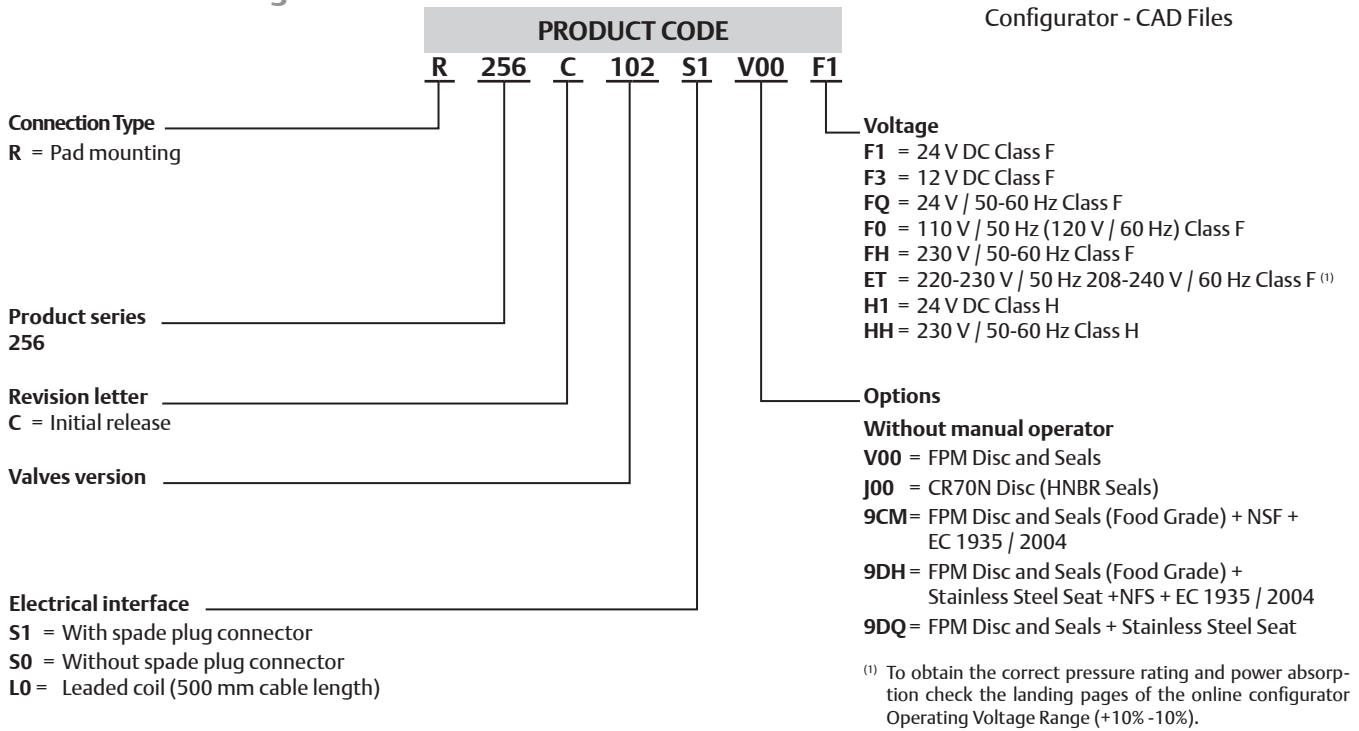 PRODUCT CODE
Configurator - CAD Files
R 256 C 102 S1 V00 F1
Connection Type
R = Pad mounting
Product series
256
Revision letter
C = Initial release
Valves version
Electrical interface
S1 = With spade plug connector
S0 = Without spade plug connector
L0 = Leaded coil (500 mm cable length)
Voltage
F1 = 24 V DC Class F
F3 = 12 V DC Class F
FQ = 24 V / 50-60 Hz Class F
F0 = 110 V / 50 Hz (120 V / 60 Hz) Class F
FH = 230 V / 50-60 Hz Class F
ET = 220-230 V / 50 Hz 208-240 V / 60 Hz Class F (1)
H1 = 24 V DC Class H
HH = 230 V / 50-60 Hz Class H
Options
Without manual operator
V00 = FPM Disc and Seals
J00 = CR70N Disc (HNBR Seals)
9CM = FPM Disc and Seals (Food Grade) + NSF +
EC 1935 / 2004
9DH = FPM Disc and Seals (Food Grade) +
Stainless Steel Seat +NFS + EC 1935 / 2004
9DQ = FPM Disc and Seals + Stainless Steel Seat
(1) To obtain the correct pressure rating and power absorp-
tion check the landing pages of the online configurator
Operating Voltage Range (+10% -10%).